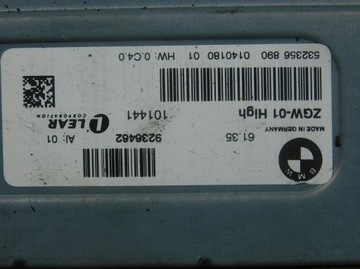 BMW
MADE IN GERMANY
61.35
9236462
AI: 01
ZGW-01 High
101441
LEAR
CORPORATION
532356 890 0140180 01 HW: 0.C4.0